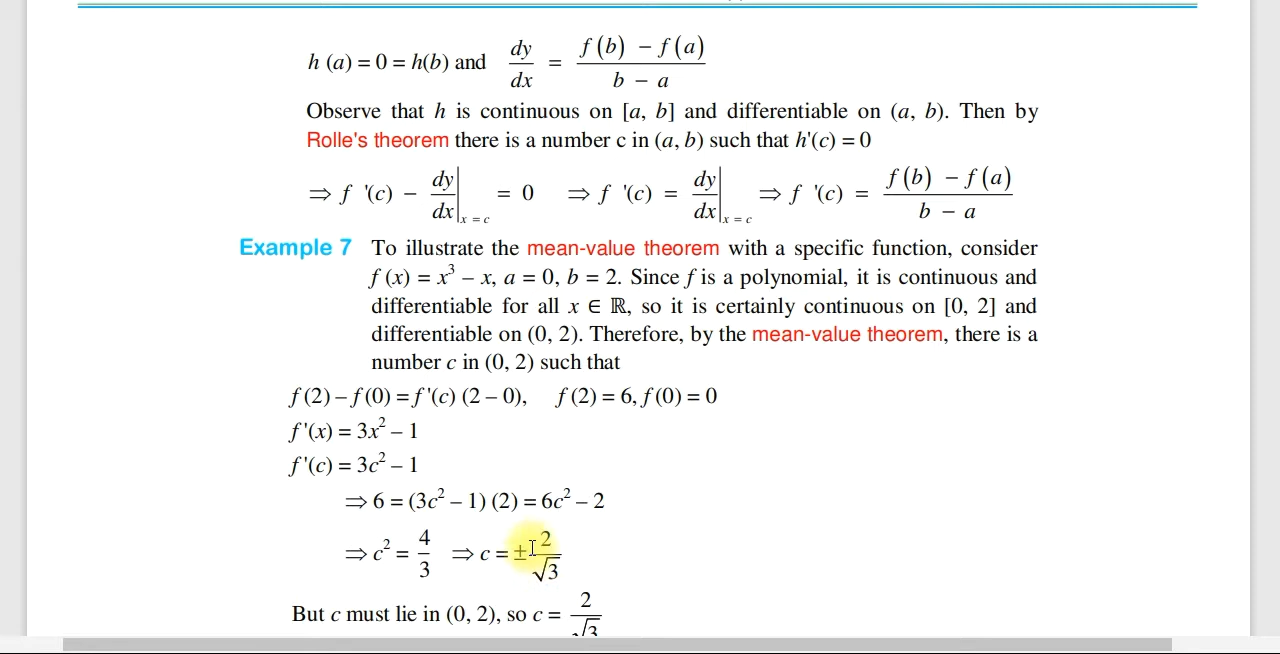 h (a) = 0 = h(b) and dy/dx = f(b) − f(a) / b − a
Observe that h is continuous on [a, b] and differentiable on (a, b). Then by
Rolle's theorem there is a number c in (a, b) such that h'(c) = 0
⇒ f '(c) − dy/dx|x = c = 0 ⇒ f '(c) = dy/dx|x = c ⇒ f '(c) = f(b) − f(a) / b − a
Example 7 To illustrate the mean-value theorem with a specific function, consider
f (x) = x³ – x, a = 0, b = 2. Since f is a polynomial, it is continuous and
differentiable for all x ∈ ℝ, so it is certainly continuous on [0, 2] and
differentiable on (0, 2). Therefore, by the mean-value theorem, there is a
number c in (0, 2) such that
f (2) – f (0) = f '(c) (2 – 0), f (2) = 6, f (0) = 0
f '(x) = 3x² – 1
f '(c) = 3c² – 1
⇒ 6 = (3c² – 1) (2) = 6c² – 2
⇒ c² = 4/3 ⇒ c = ± 2/√3
But c must lie in (0, 2), so c = 2/√3